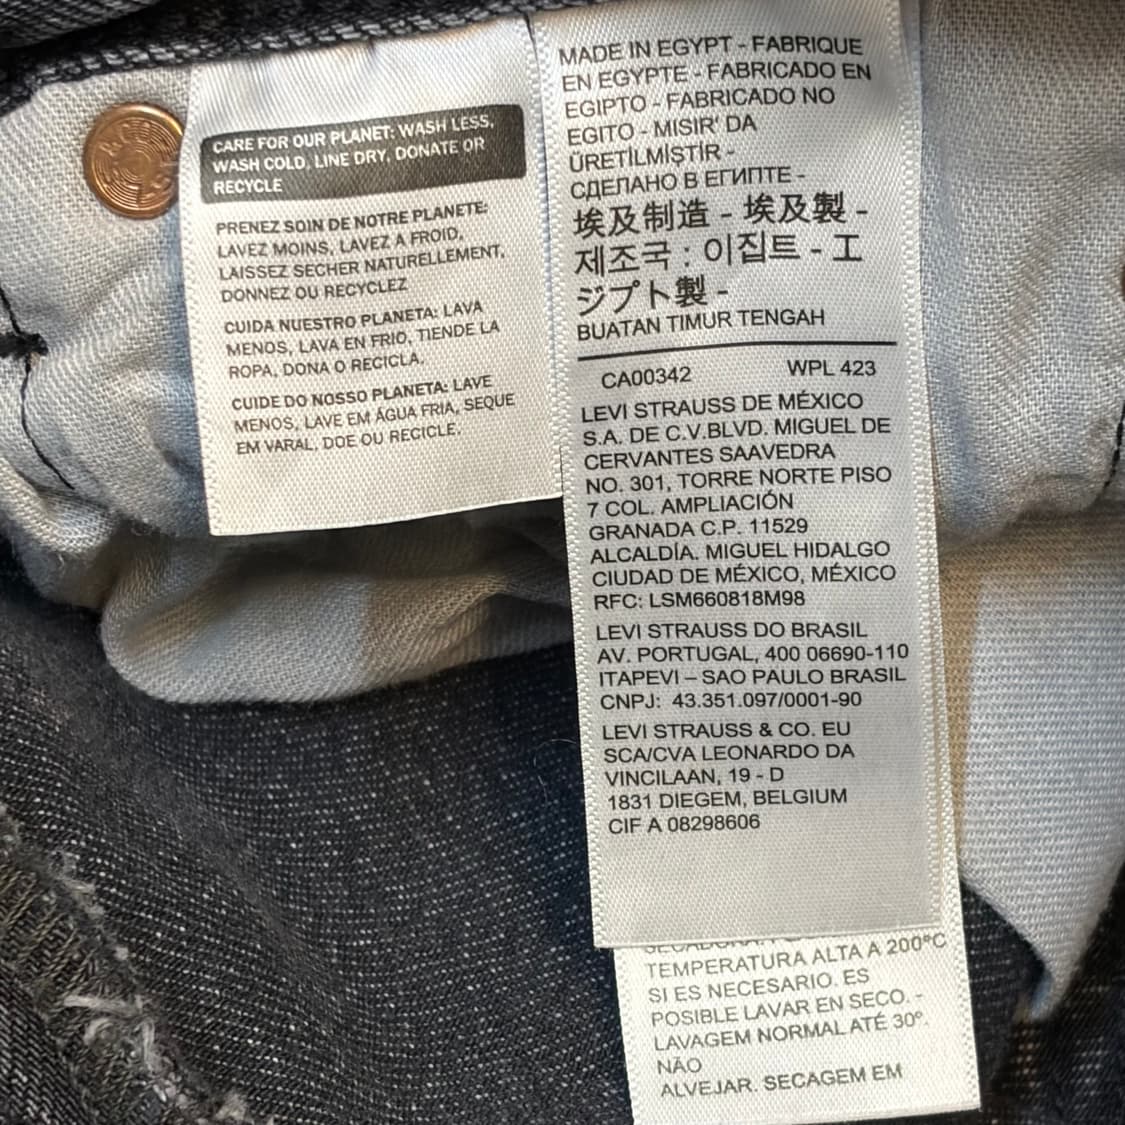 CARE FOR OUR PLANET: WASH LESS,
WASH COLD, LINE DRY, DONATE OR
RECYCLE
PRENEZ SOIN DE NOTRE PLANETE:
LAVEZ MOINS, LAVEZ A FROID,
LAISSEZ SECHER NATURELLEMENT,
DONNEZ OU RECYCLEZ
CUIDA NUESTRO PLANETA: LAVA
MENOS, LAVA EN FRIO, TIENDE LA
ROPA, DONA O RECICLA.
CUIDE DO NOSSO PLANETA: LAVE
MENOS, LAVE EM ÁGUA FRIA, SEQUE
EM VARAL, DOE OU RECICLE.
MADE IN EGYPT - FABRIQUE
EN EGYPTE - FABRICADO EN
EGIPTO - FABRICADO NO
EGITO - MISIR' DA
ÜRETİLMİŞTİR -
СДЕЛАНО В ЕГИПТЕ -
埃及制造 - 埃及製 -
제조국 : 이집트 - エ
ジプト製 -
BUATAN TIMUR TENGAH
CA00342 WPL 423
LEVI STRAUSS DE MÉXICO
S.A. DE C.V.BLVD. MIGUEL DE
CERVANTES SAAVEDRA
NO. 301, TORRE NORTE PISO
7 COL. AMPLIACIÓN
GRANADA C.P. 11529
ALCALDÍA. MIGUEL HIDALGO
CIUDAD DE MÉXICO, MÉXICO
RFC: LSM660818M98
LEVI STRAUSS DO BRASIL
AV. PORTUGAL, 400 06690-110
ITAPEVI – SAO PAULO BRASIL
CNPJ: 43.351.097/0001-90
LEVI STRAUSS & CO. EU
SCA/CVA LEONARDO DA
VINCILAAN, 19 - D
1831 DIEGEM, BELGIUM
CIF A 08298606
TEMPERATURA ALTA A 200°C
SI ES NECESARIO. ES
POSIBLE LAVAR EN SECO. -
LAVAGEM NORMAL ATÉ 30º.
NÃO
ALVEJAR. SECAGEM EM